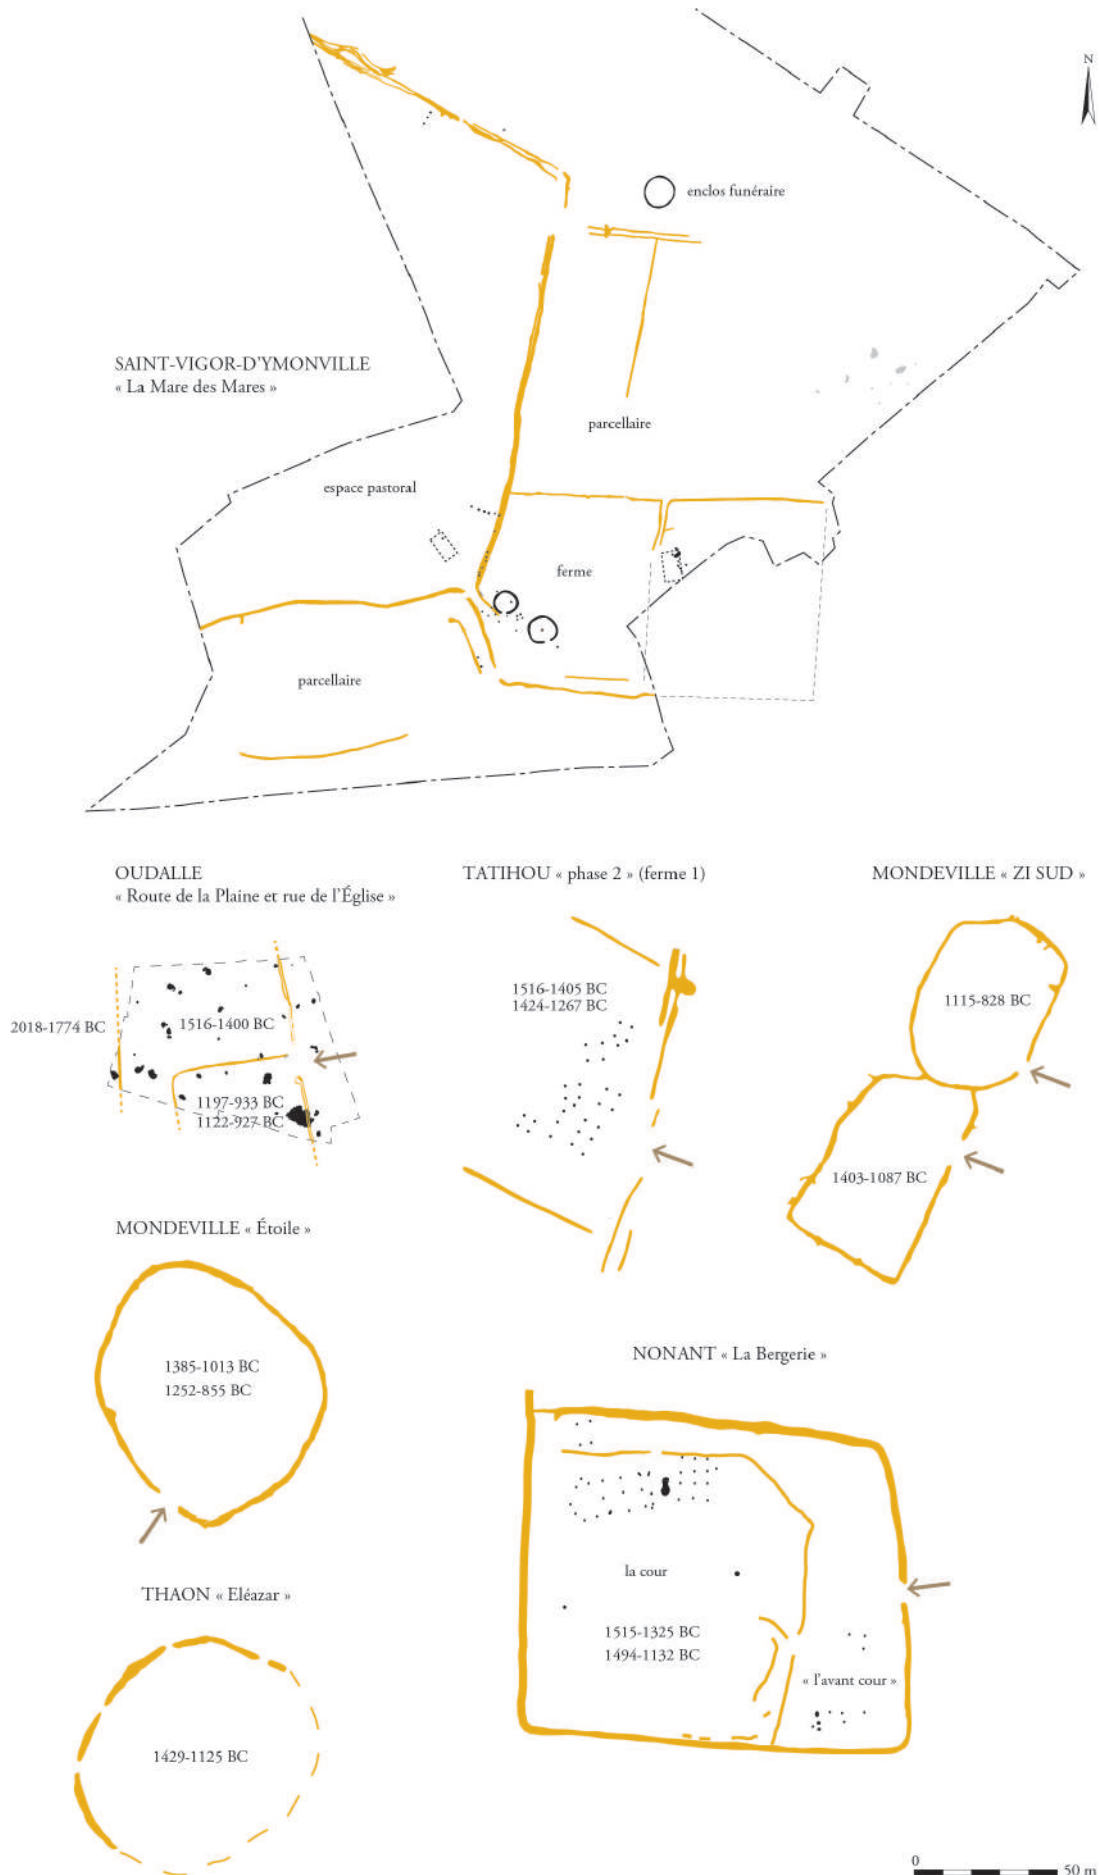 N
enclos funéraire
SAINT-VIGOR-D'YMONVILLE
« La Mare des Mares »
parcellaire
espace pastoral
ferme
parcellaire
OUDALLE
« Route de la Plaine et rue de l'Église »
2018-1774 BC
1516-1400 BC
1197-933 BC
1122-927 BC
TATIHOU « phase 2 » (ferme 1)
1516-1405 BC
1424-1267 BC
MONDEVILLE « ZI SUD »
1115-828 BC
1403-1087 BC
MONDEVILLE « Étoile »
1385-1013 BC
1252-855 BC
NONANT « La Bergerie »
la cour
1515-1325 BC
1494-1132 BC
« l'avant cour »
THAON « Eléazar »
1429-1125 BC
0
50 m